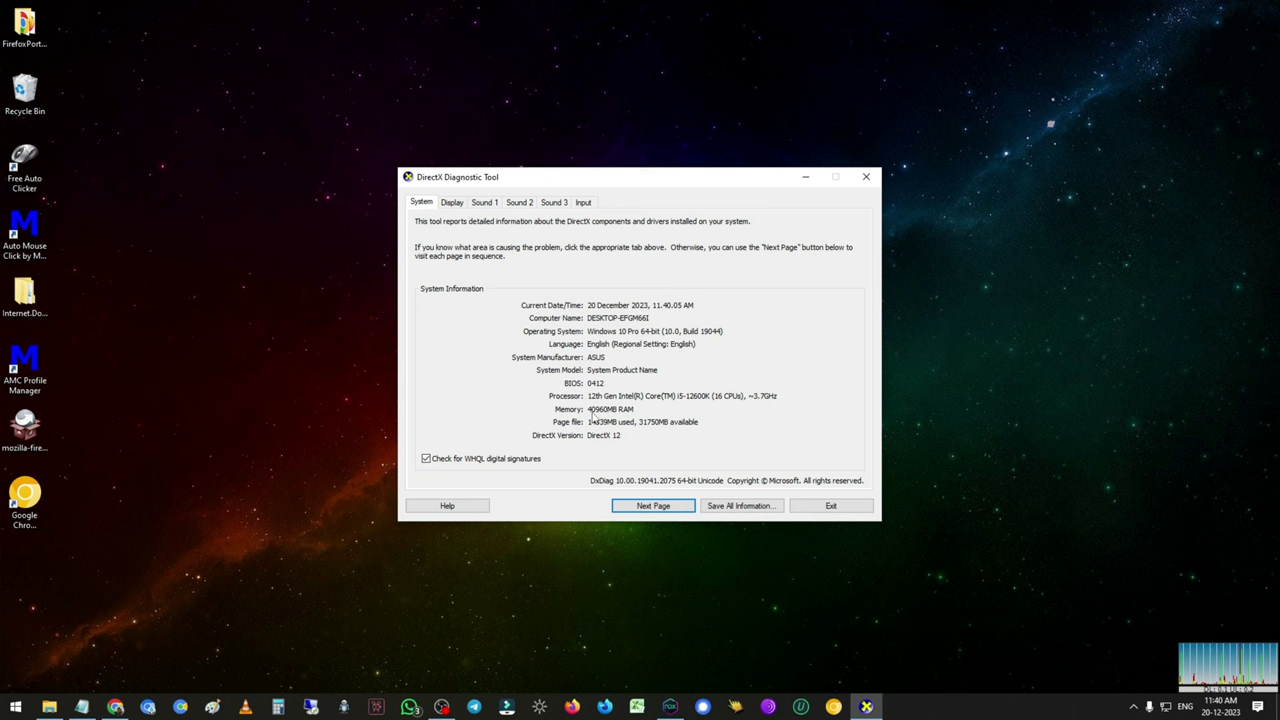 FirefoxPort...
Recycle Bin
Free Auto
Clicker
Auto Mouse
Click by M...
Internet.Do...
AMC Profile
Manager
mozilla-fire...
Google
Chro...
DirectX Diagnostic Tool
System Display Sound 1 Sound 2 Sound 3 Input
This tool reports detailed information about the DirectX components and drivers installed on your system.
If you know what area is causing the problem, click the appropriate tab above. Otherwise, you can use the "Next Page" button below to
visit each page in sequence.
System Information
Current Date/Time: 20 December 2023, 11.40.05 AM
Computer Name: DESKTOP-EFGM66I
Operating System: Windows 10 Pro 64-bit (10.0, Build 19044)
Language: English (Regional Setting: English)
System Manufacturer: ASUS
System Model: System Product Name
BIOS: 0412
Processor: 12th Gen Intel(R) Core(TM) i5-12600K (16 CPUs), ~3.7GHz
Memory: 40960MB RAM
Page file: used, 31750MB available
DirectX Version: DirectX 12
Check for WHQL digital signatures
DxDiag 10.00.19041.2075 64-bit Unicode Copyright © Microsoft. All rights reserved.
Help Next Page Save All Information... Exit
DL: 0.1 UL: 0.2
ENG
11:40 AM
20-12-2023